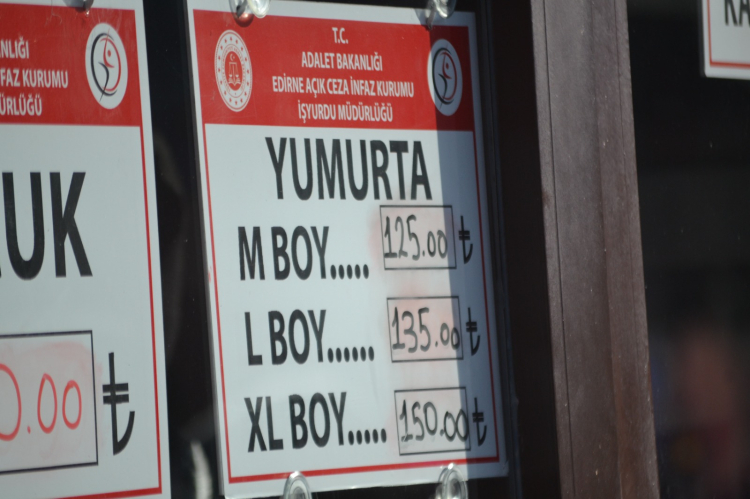 NLIĞI
NFAZ KURUMU
ÜRLÜĞÜ
UK
0.00 ₺
T.C.
ADALET BAKANLIĞI
EDİRNE AÇIK CEZA İNFAZ KURUMU
İŞYURDU MÜDÜRLÜĞÜ
YUMURTA
M BOY..... 125.00 ₺
L BOY...... 135.00 ₺
XL BOY..... 150.00 ₺
KA